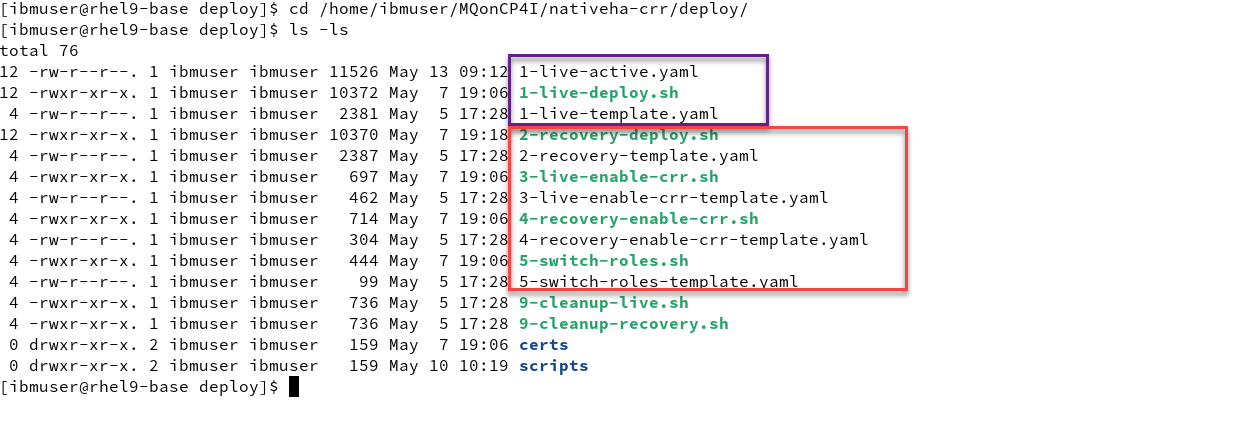 [ibmuser@rhel9-base deploy]$ cd /home/ibmuser/MQonCP4I/nativeha-crr/deploy/
[ibmuser@rhel9-base deploy]$ ls -ls
total 76
12 -rw-r--r--. 1 ibmuser ibmuser 11526 May 13 09:12 1-live-active.yaml
12 -rwxr-xr-x. 1 ibmuser ibmuser 10372 May  7 19:06 1-live-deploy.sh
 4 -rw-r--r--. 1 ibmuser ibmuser  2381 May  5 17:28 1-live-template.yaml
12 -rwxr-xr-x. 1 ibmuser ibmuser 10370 May  7 19:18 2-recovery-deploy.sh
 4 -rw-r--r--. 1 ibmuser ibmuser  2387 May  5 17:28 2-recovery-template.yaml
 4 -rwxr-xr-x. 1 ibmuser ibmuser   697 May  7 19:06 3-live-enable-crr.sh
 4 -rw-r--r--. 1 ibmuser ibmuser   462 May  5 17:28 3-live-enable-crr-template.yaml
 4 -rwxr-xr-x. 1 ibmuser ibmuser   714 May  7 19:06 4-recovery-enable-crr.sh
 4 -rw-r--r--. 1 ibmuser ibmuser   304 May  5 17:28 4-recovery-enable-crr-template.yaml
 4 -rwxr-xr-x. 1 ibmuser ibmuser   444 May  7 19:06 5-switch-roles.sh
 4 -rw-r--r--. 1 ibmuser ibmuser    99 May  5 17:28 5-switch-roles-template.yaml
 4 -rwxr-xr-x. 1 ibmuser ibmuser   736 May  5 17:28 9-cleanup-live.sh
 4 -rwxr-xr-x. 1 ibmuser ibmuser   736 May  5 17:28 9-cleanup-recovery.sh
 0 drwxr-xr-x. 2 ibmuser ibmuser   159 May  7 19:06 certs
 0 drwxr-xr-x. 2 ibmuser ibmuser   159 May 10 10:19 scripts
[ibmuser@rhel9-base deploy]$